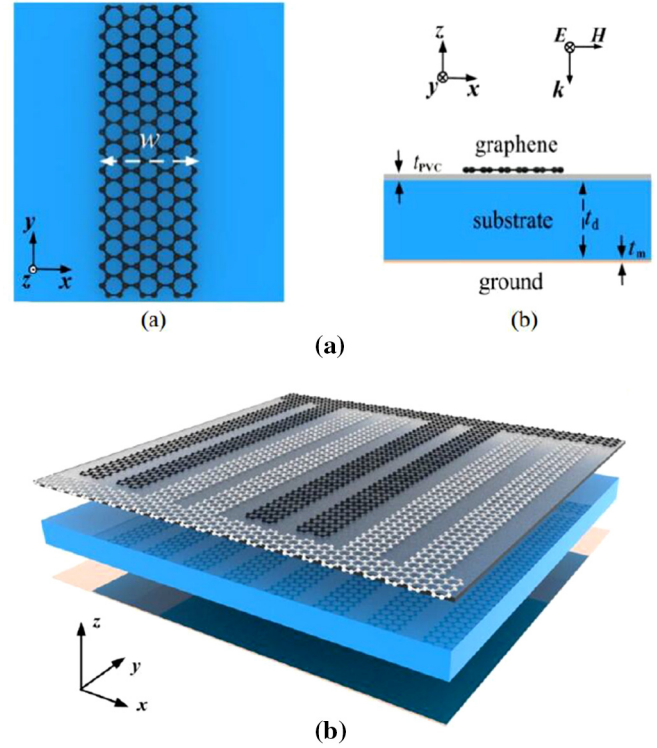 w
y
z x
(a)
z
y x
E H
k
graphene
tPVC
substrate td
tm
ground
(b)
(a)
z
y
x
(b)